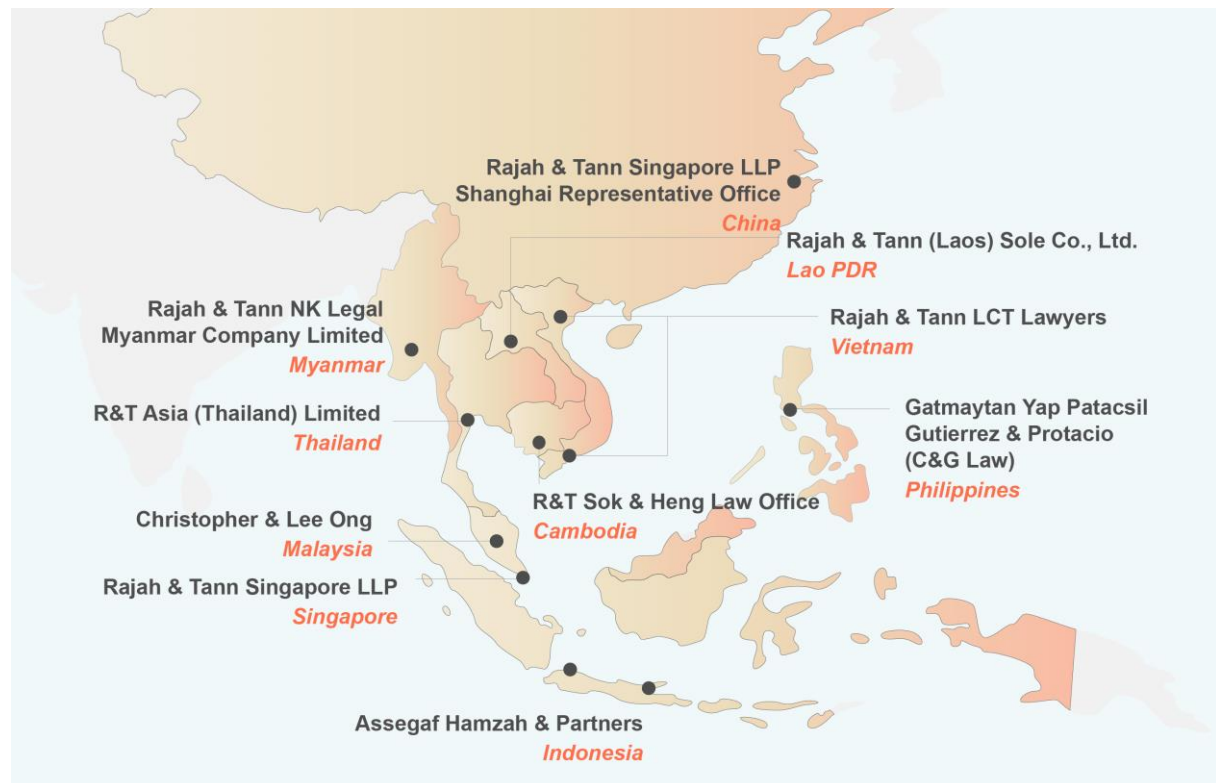 Rajah & Tann Singapore LLP
Shanghai Representative Office
China
Rajah & Tann (Laos) Sole Co., Ltd.
Lao PDR
Rajah & Tann NK Legal
Myanmar Company Limited
Myanmar
Rajah & Tann LCT Lawyers
Vietnam
R&T Asia (Thailand) Limited
Thailand
Gatmaytan Yap Patacsil
Gutierrez & Protacio
(C&G Law)
Philippines
R&T Sok & Heng Law Office
Cambodia
Christopher & Lee Ong
Malaysia
Rajah & Tann Singapore LLP
Singapore
Assegaf Hamzah & Partners
Indonesia